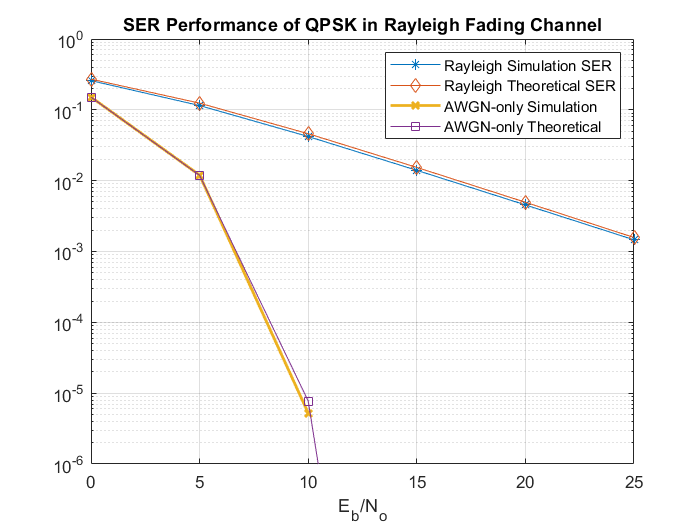 SER Performance of QPSK in Rayleigh Fading Channel
10^0
10^-1
10^-2
10^-3
10^-4
10^-5
10^-6
Rayleigh Simulation SER
Rayleigh Theoretical SER
AWGN-only Simulation
AWGN-only Theoretical
0 5 10 15 20 25
E_b/N_o